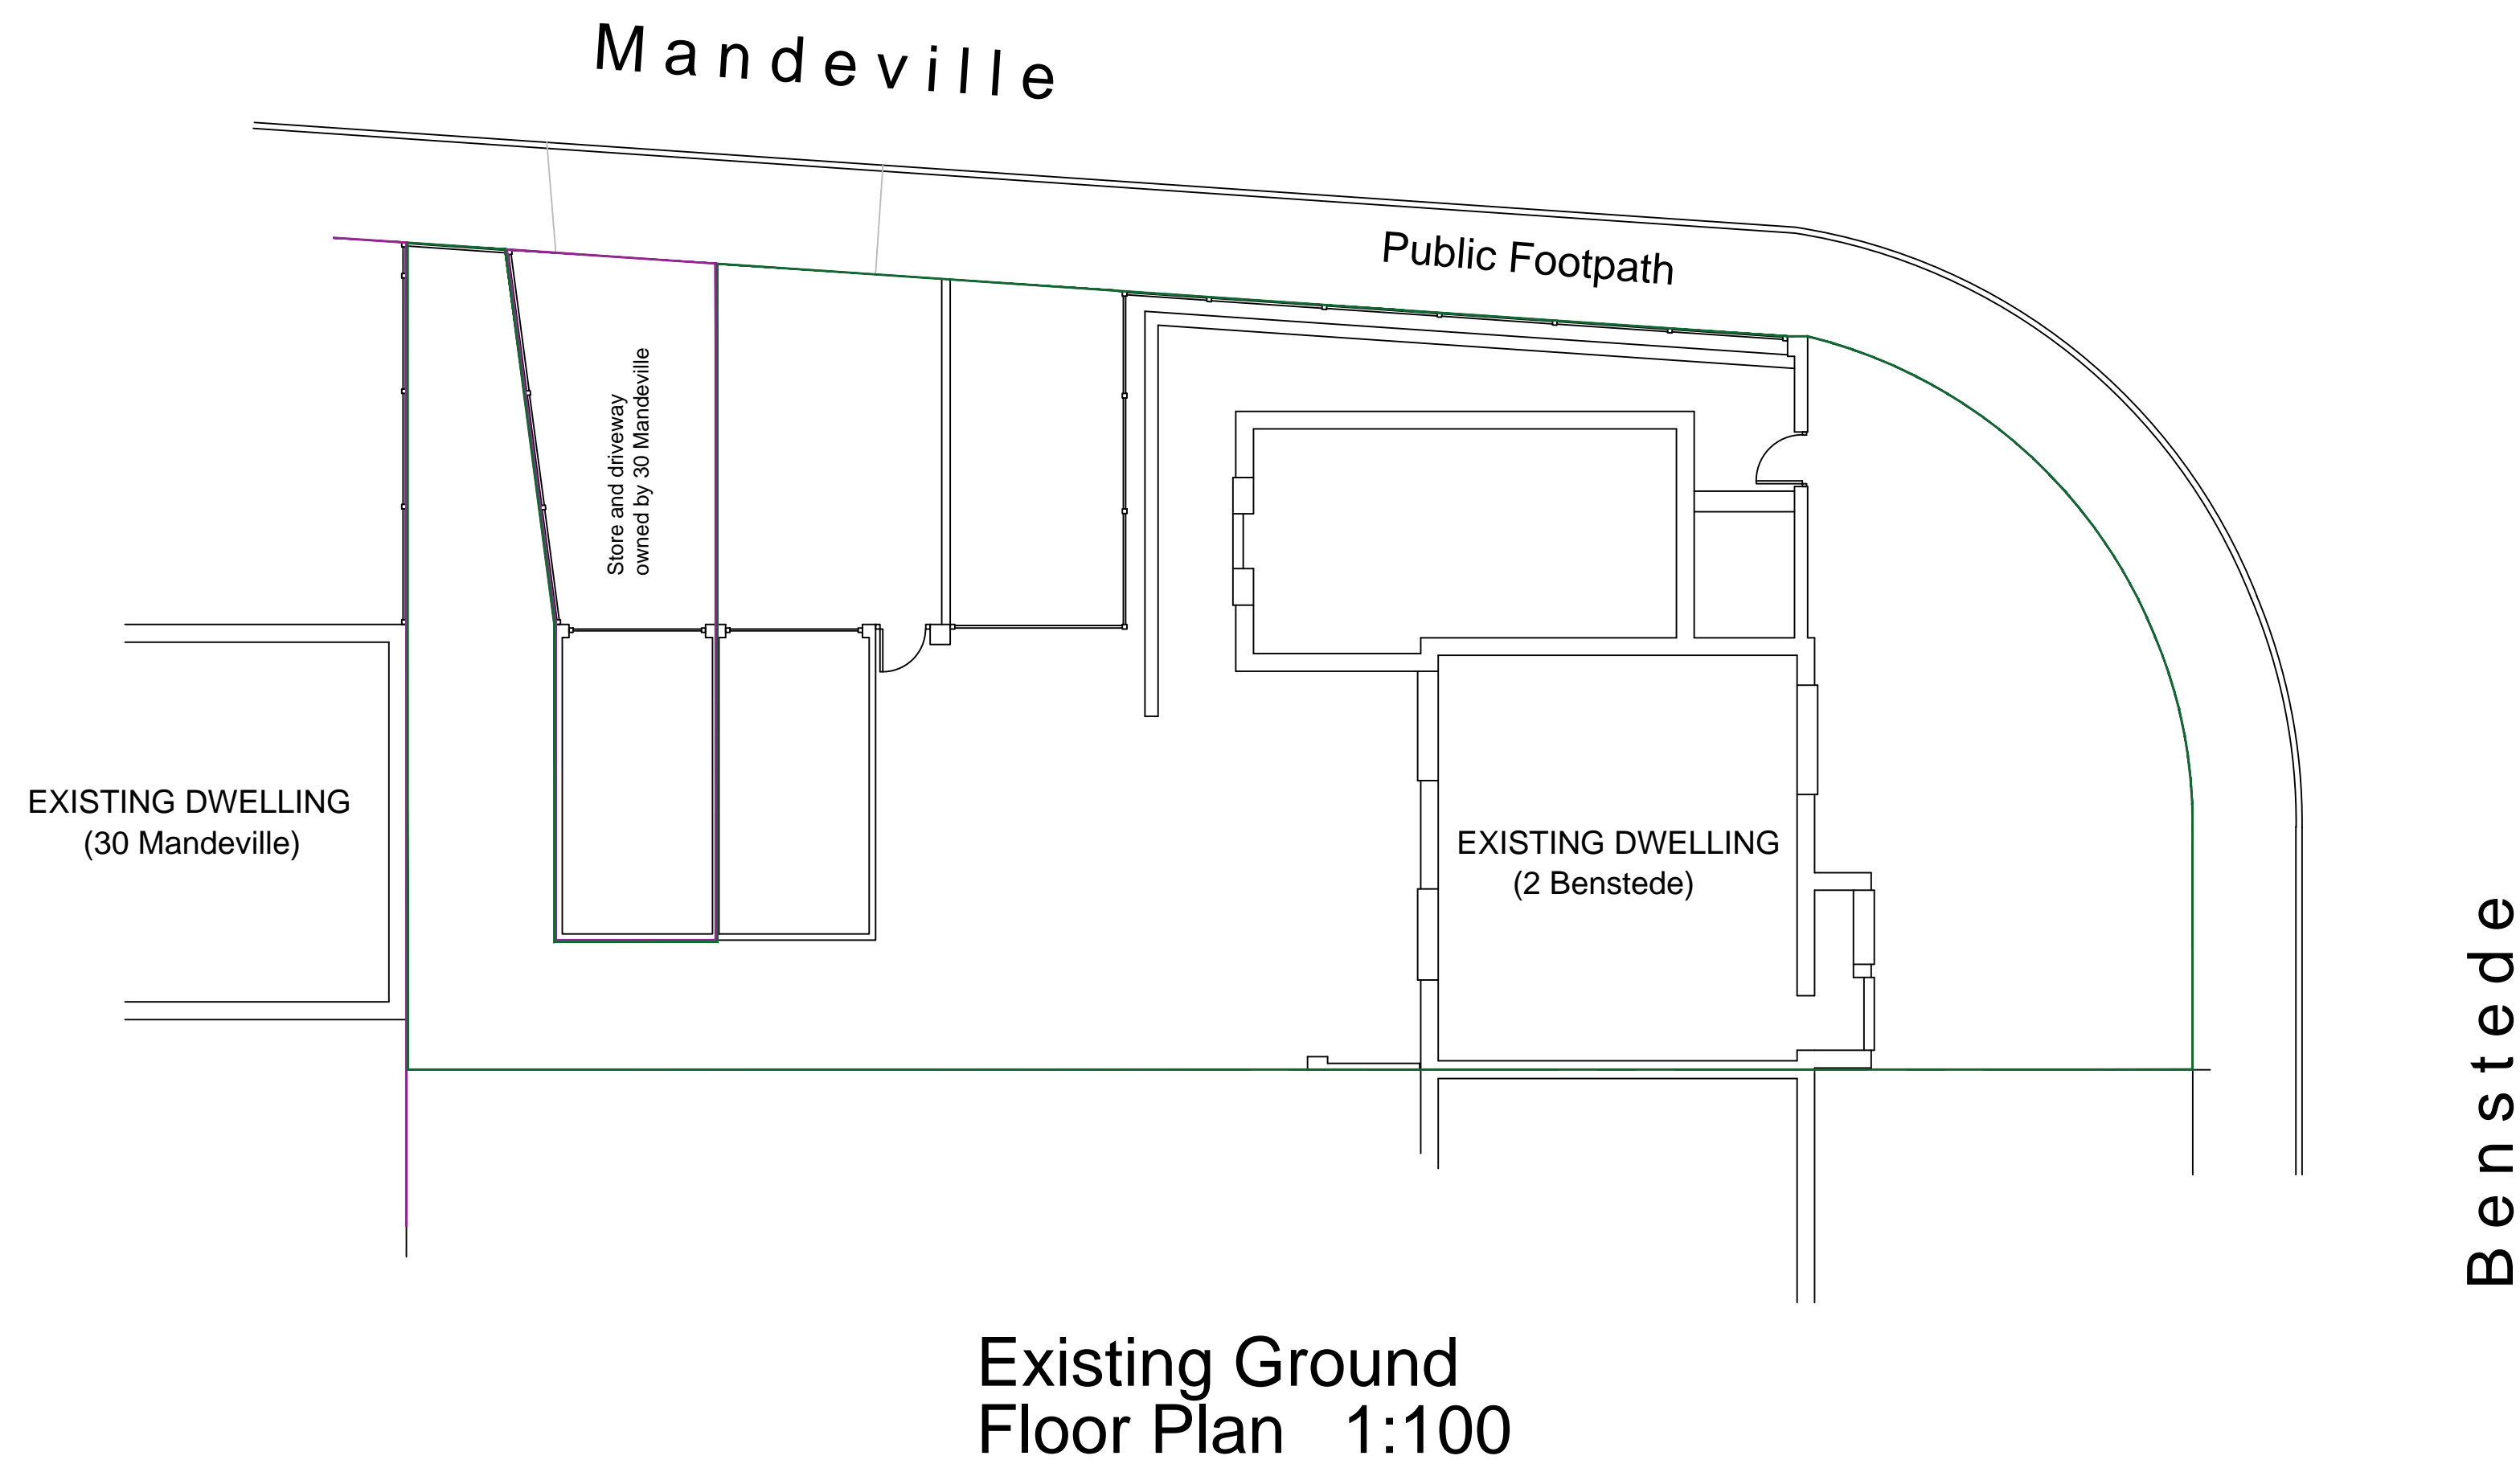 Mandeville
Public Footpath
Store and driveway
owned by 30 Mandeville
EXISTING DWELLING
(30 Mandeville)
EXISTING DWELLING
(2 Benstede)
Benstede
Existing Ground
Floor Plan 1:100